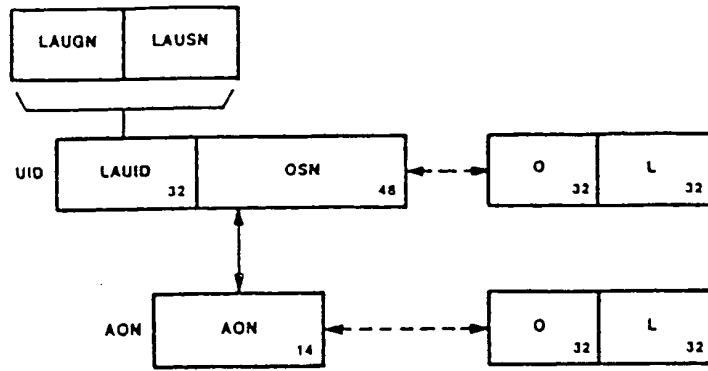 LAUGN LAUSN
UID LAUID 32 OSN 48 O 32 L 32
AON AON 14 O 32 L 32